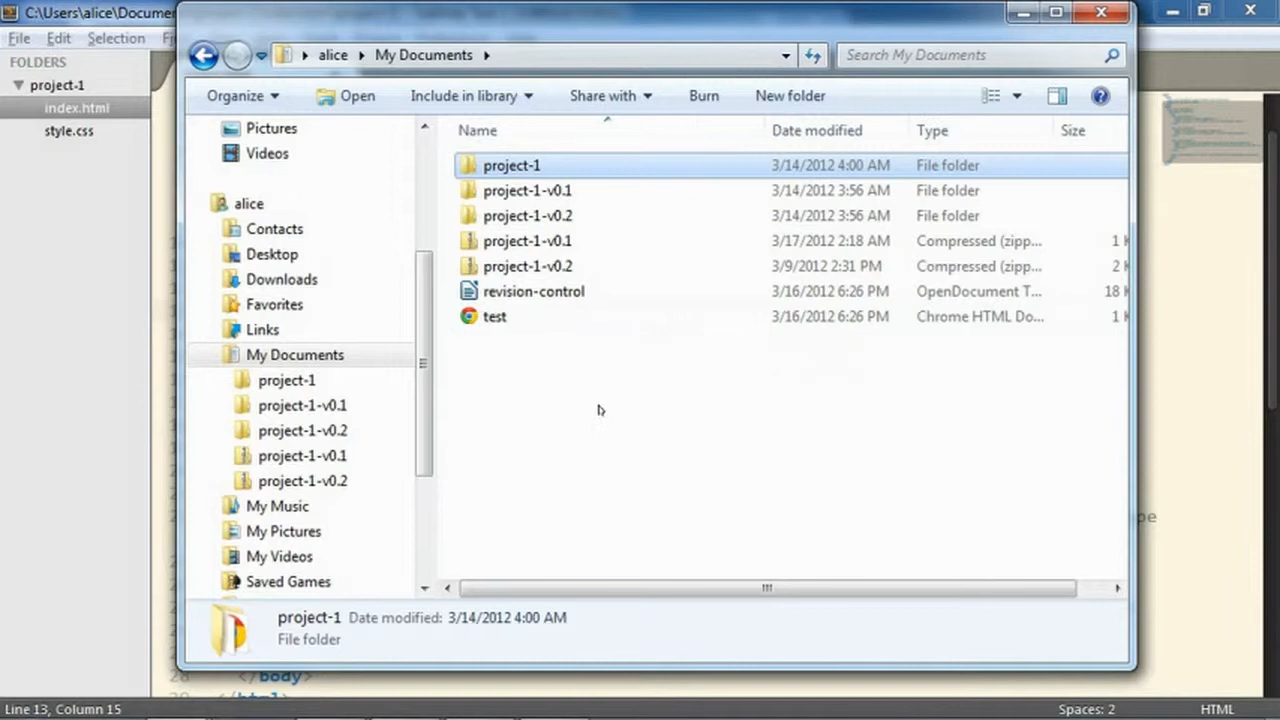 C:\Users\alice\Docume
File Edit Selection
FOLDERS
project-1
index.html
style.css
alice My Documents
Search My Documents
Organize Open Include in library Share with Burn New folder
Pictures
Videos
alice
Contacts
Desktop
Downloads
Favorites
Links
My Documents
project-1
project-1-v0.1
project-1-v0.2
project-1-v0.1
project-1-v0.2
My Music
My Pictures
My Videos
Saved Games
Name Date modified Type Size
project-1 3/14/2012 4:00 AM File folder
project-1-v0.1 3/14/2012 3:56 AM File folder
project-1-v0.2 3/14/2012 3:56 AM File folder
project-1-v0.1 3/17/2012 2:18 AM Compressed (zipp... 1 K
project-1-v0.2 3/9/2012 2:31 PM Compressed (zipp... 2 K
revision-control 3/16/2012 6:26 PM OpenDocument T... 18 K
test 3/16/2012 6:26 PM Chrome HTML Do... 1 K
project-1 Date modified: 3/14/2012 4:00 AM
File folder
pe
28 </body>
Line 13, Column 15 Spaces: 2 HTML